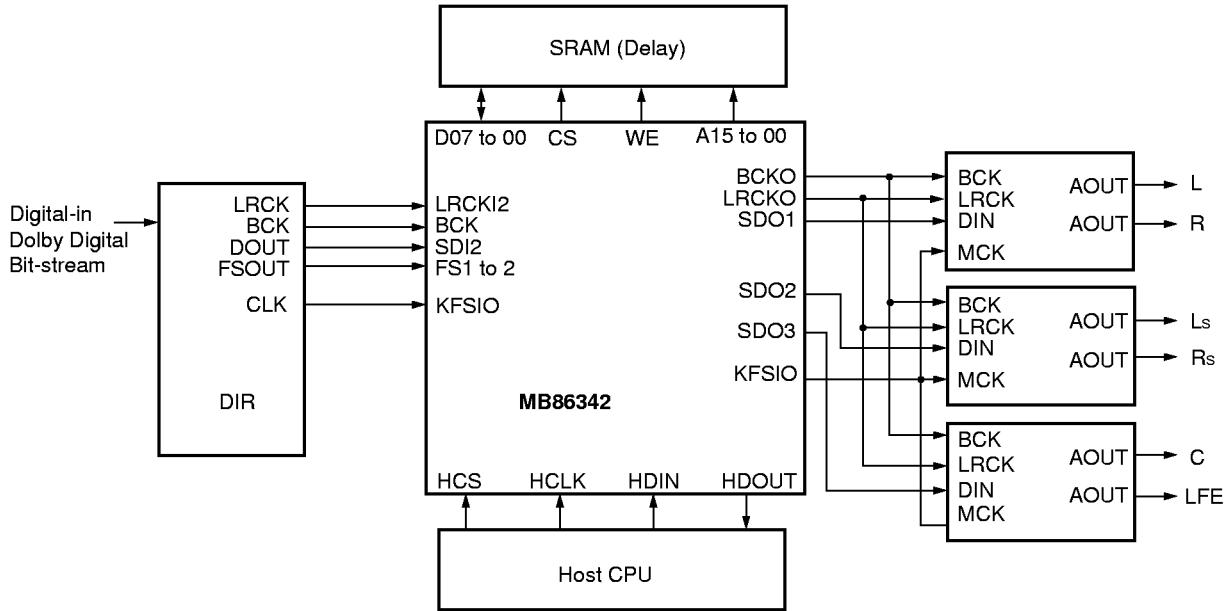 SRAM (Delay)
D07 to 00 CS WE A15 to 00
Digital-in
Dolby Digital
Bit-stream
LRCK
BCK
DOUT
FSOUT
CLK
DIR
LRCKI2
BCK
SDI2
FS1 to 2
KFSIO
BCKO
LRCKO
SDO1
SDO2
SDO3
KFSIO
MB86342
HCS HCLK HDIN HDOUT
Host CPU
BCK
LRCK
DIN
MCK
AOUT L
AOUT R
BCK
LRCK
DIN
MCK
AOUT Ls
AOUT Rs
BCK
LRCK
DIN
MCK
AOUT C
AOUT LFE